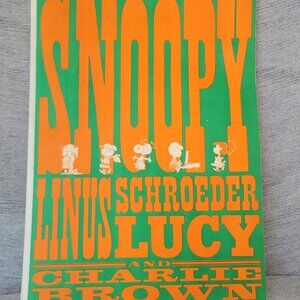 SNOOPY
LINUS SCHROEDER
LUCY
AND
CHARLIE
BROWN